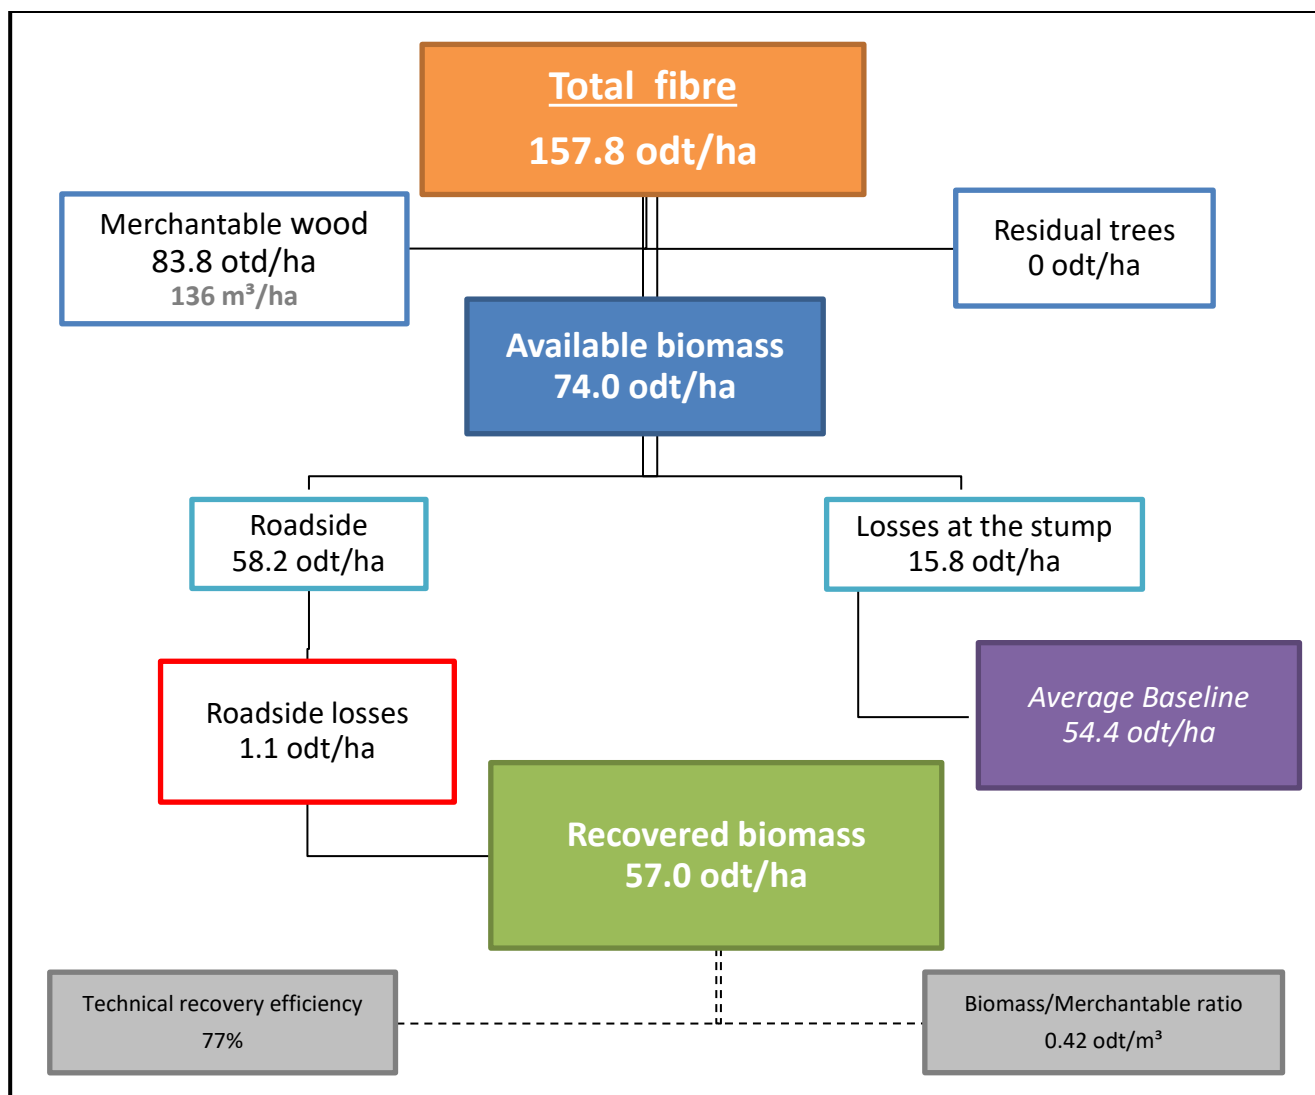 Total fibre
157.8 odt/ha
Merchantable wood
83.8 otd/ha
136 m³/ha
Residual trees
0 odt/ha
Available biomass
74.0 odt/ha
Roadside
58.2 odt/ha
Losses at the stump
15.8 odt/ha
Roadside losses
1.1 odt/ha
Average Baseline
54.4 odt/ha
Recovered biomass
57.0 odt/ha
Technical recovery efficiency
77%
Biomass/Merchantable ratio
0.42 odt/m³